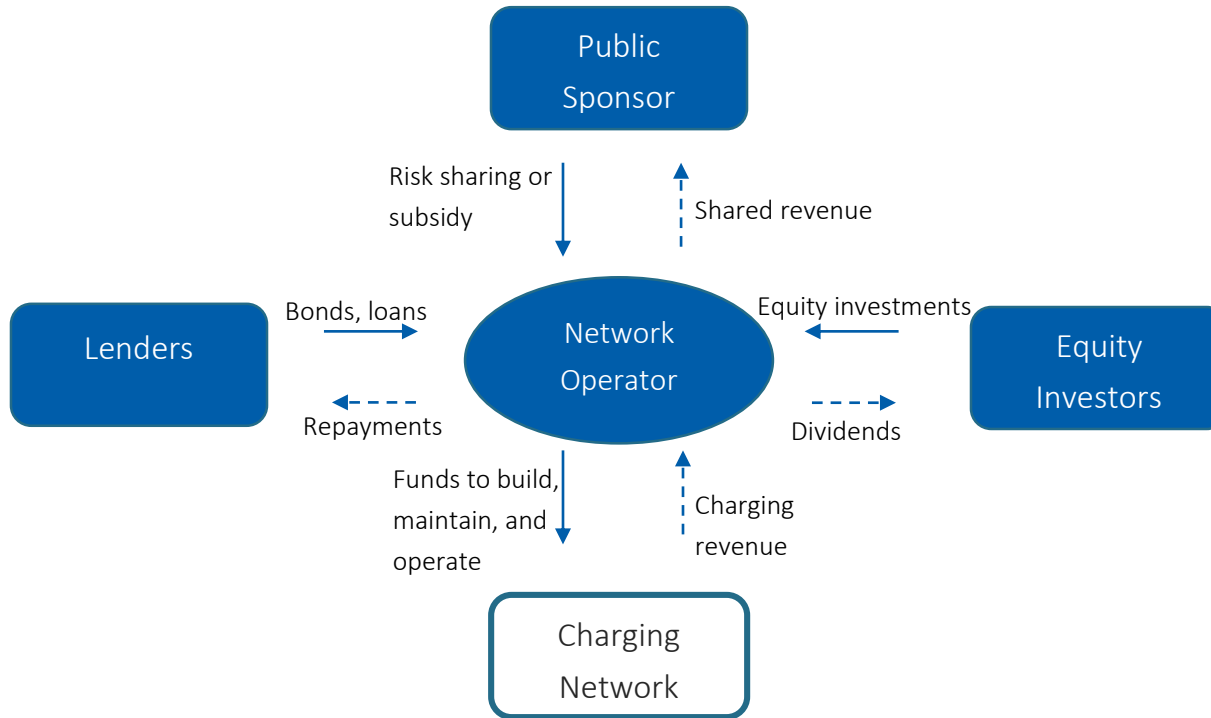 Public
Sponsor
Risk sharing or
subsidy
Shared revenue
Bonds, loans
Equity investments
Lenders
Network
Operator
Equity
Investors
Repayments
Dividends
Funds to build,
maintain, and
operate
Charging
revenue
Charging
Network